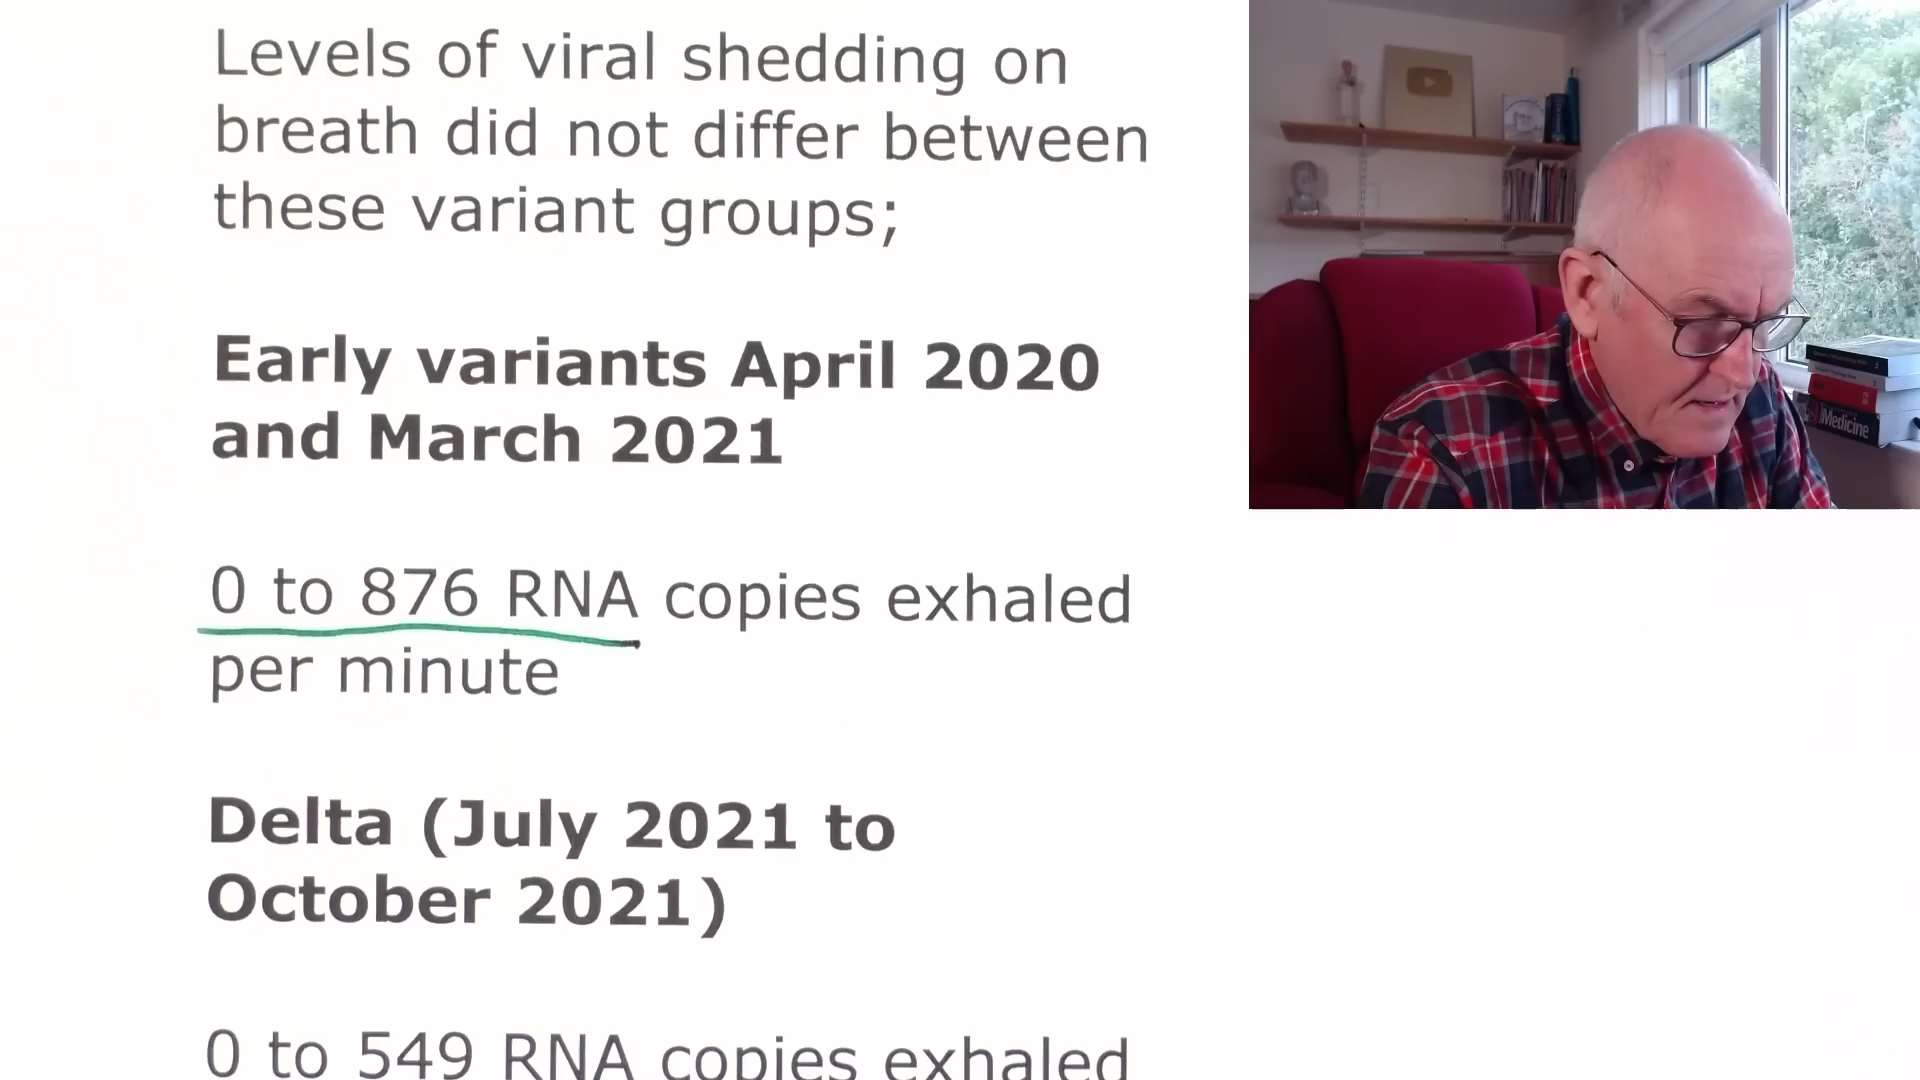 Levels of viral shedding on
breath did not differ between
these variant groups;
Early variants April 2020
and March 2021
0 to 876 RNA copies exhaled
per minute
Delta (July 2021 to
October 2021)
0 to 549 RNA copies exhaled
Medicine